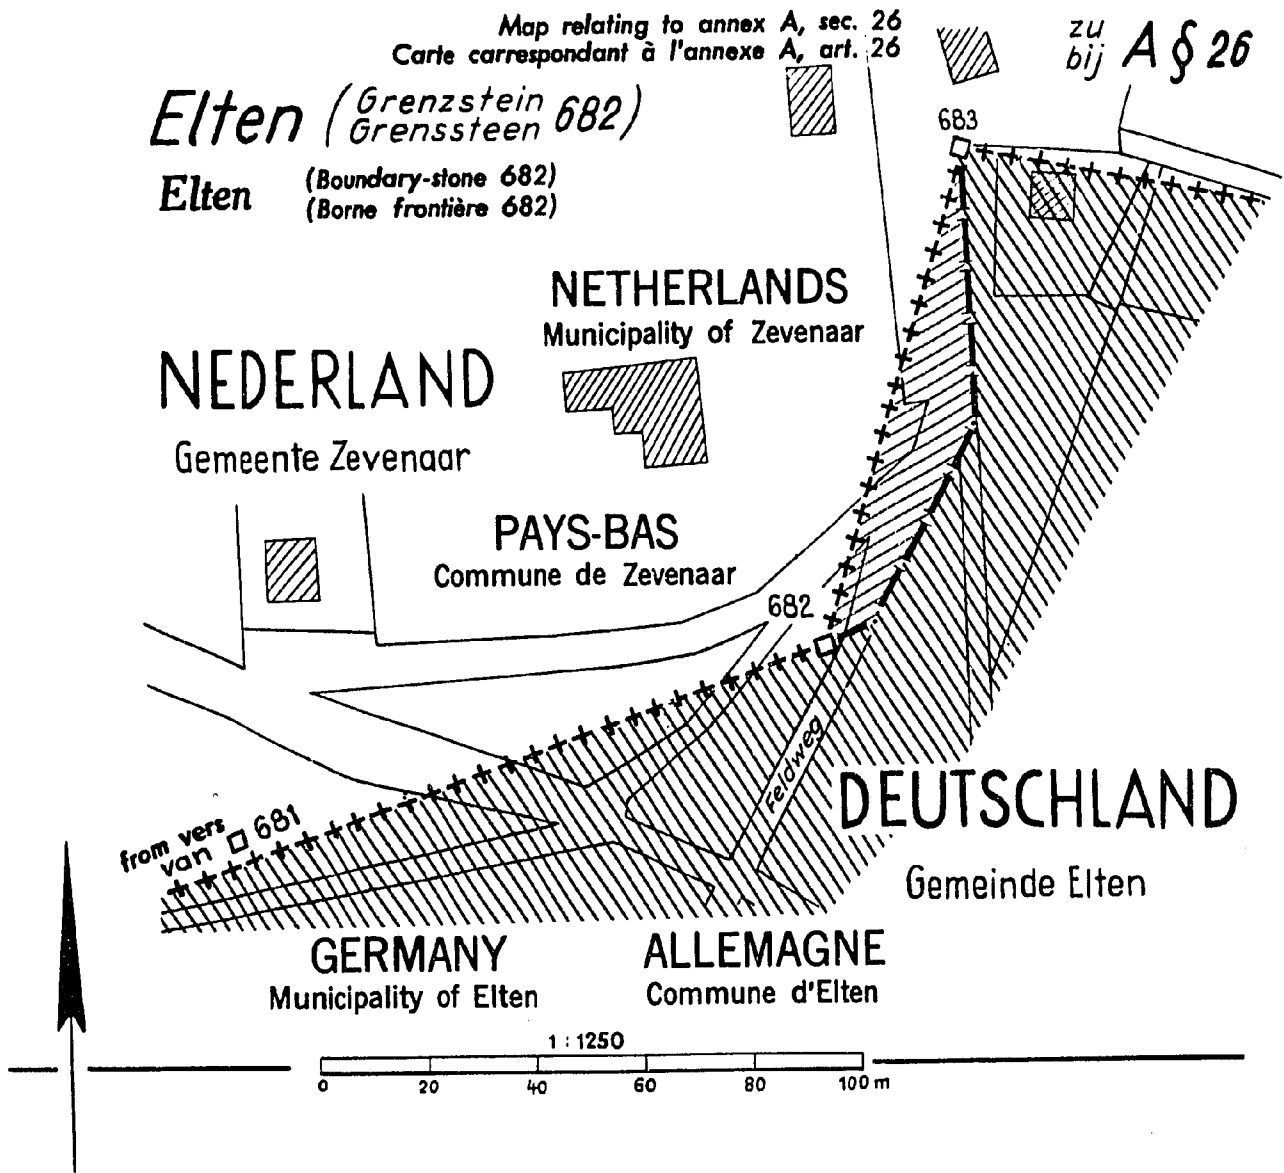 Map relating to annex A, sec. 26
Carte correspondant à l'annexe A, art. 26
zu
bij A § 26
Elten (Grenzstein
Grenssteen 682)
Elten (Boundary-stone 682)
(Borne frontière 682)
683
NETHERLANDS
Municipality of Zevenaar
NEDERLAND
Gemeente Zevenaar
PAYS-BAS
Commune de Zevenaar
682
Feldweg
from vers
van 681
DEUTSCHLAND
Gemeinde Elten
GERMANY
Municipality of Elten
ALLEMAGNE
Commune d'Elten
1 : 1250
0 20 40 60 80 100 m